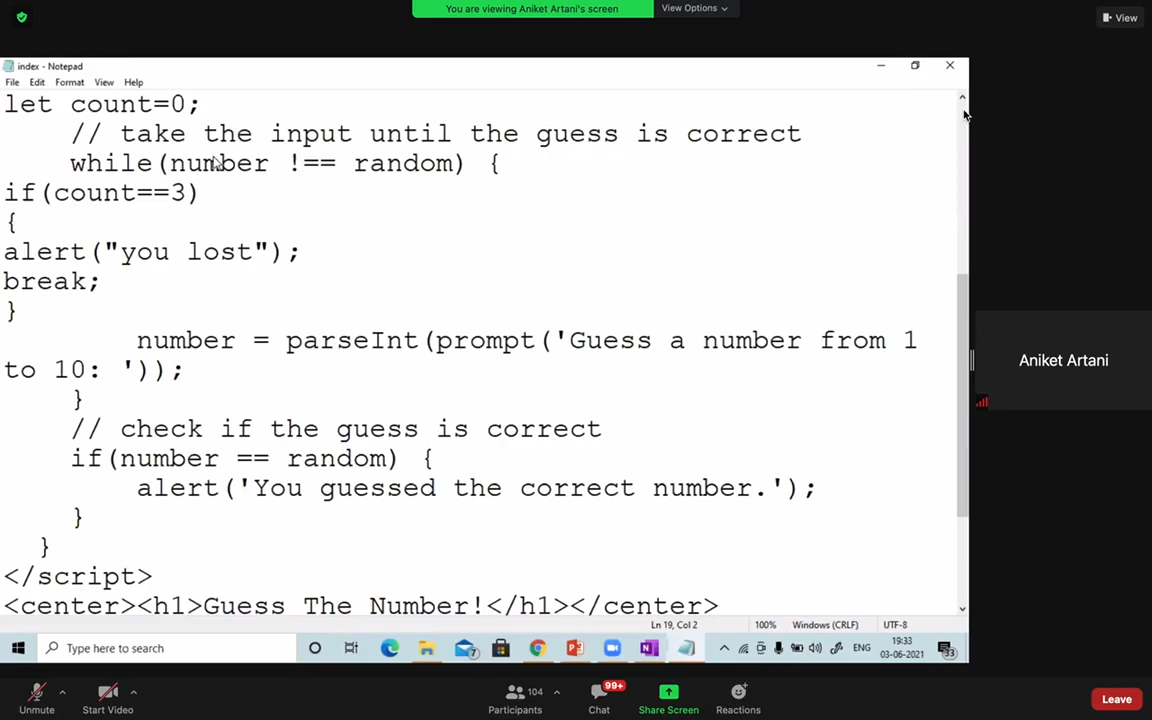 You are viewing Aniket Artani's screen
View Options
View
index - Notepad
File Edit Format View Help
let count=0;
// take the input until the guess is correct
while(number !== random) {
if(count==3)
{
alert("you lost");
break;
}
number = parseInt(prompt('Guess a number from 1
to 10: '));
}
// check if the guess is correct
if(number == random) {
alert('You guessed the correct number.');
}
}
</script>
<center><h1>Guess The Number!</h1></center>
Aniket Artani
Ln 19, Col 2
100%
Windows (CRLF)
UTF-8
Type here to search
7
ENG
19:33
03-06-2021
33
Unmute
Start Video
104
Participants
99+
Chat
Share Screen
Reactions
Leave